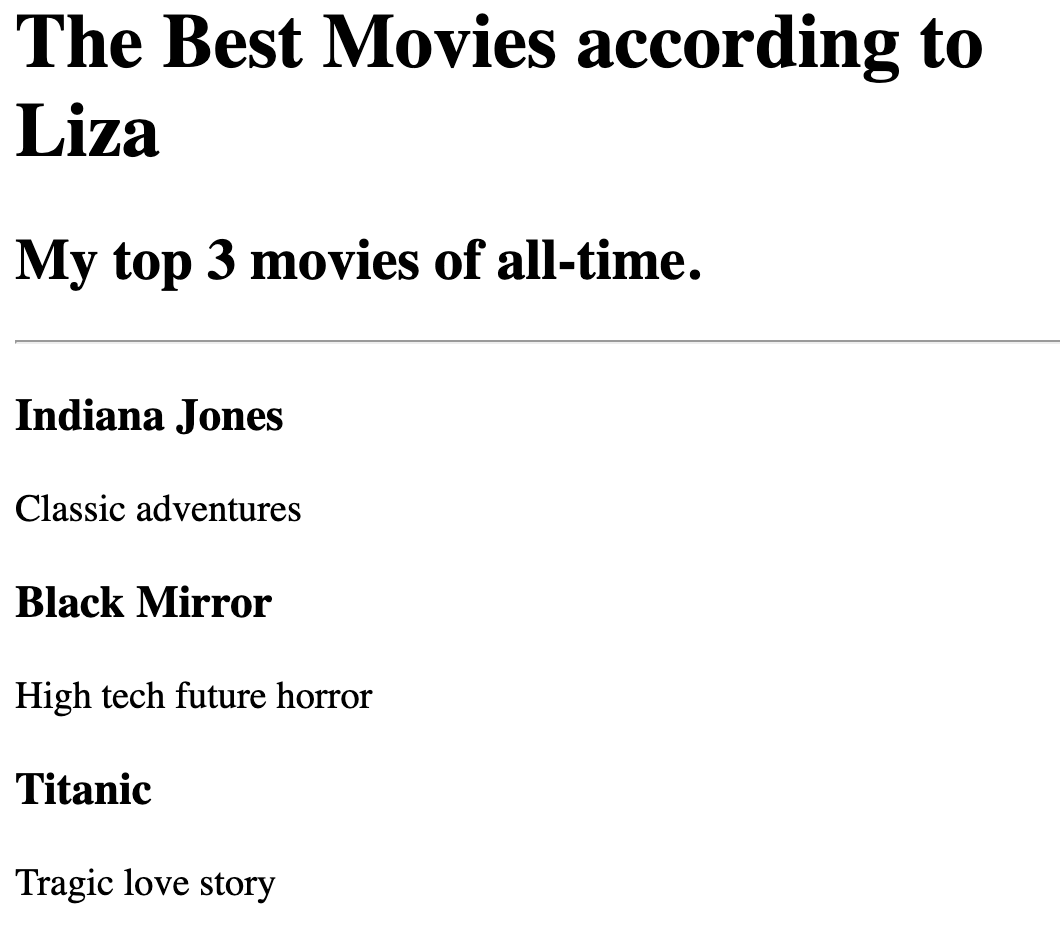 The Best Movies according to
Liza
My top 3 movies of all-time.
Indiana Jones
Classic adventures
Black Mirror
High tech future horror
Titanic
Tragic love story